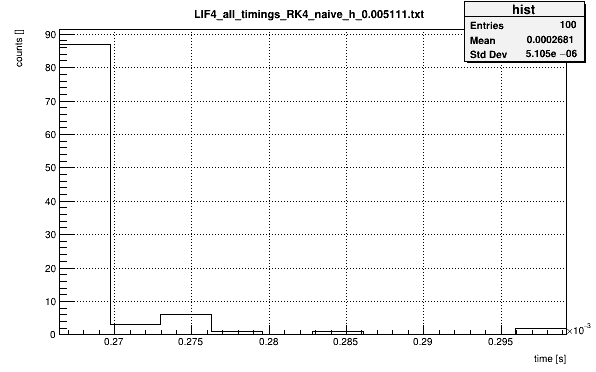 LIF4_all_timings_RK4_naive_h_0.005111.txt
hist
Entries 100
Mean 0.0002681
Std Dev 5.105e −06
counts []
90
80
70
60
50
40
30
20
10
0
0.27 0.275 0.28 0.285 0.29 0.295
×10⁻³
time [s]